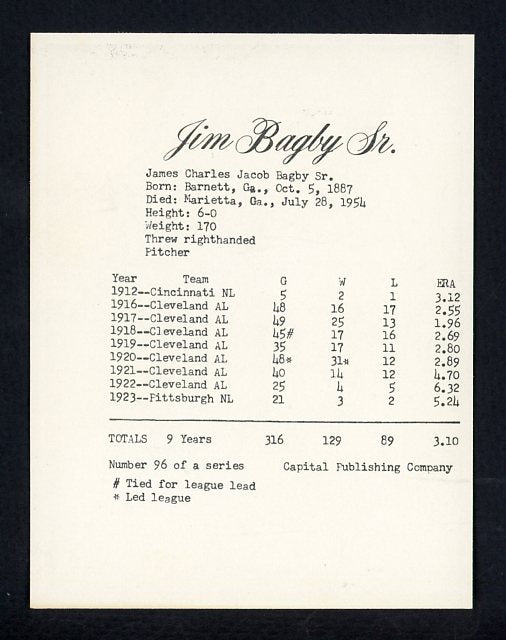 Jim Bagby Sr.
James Charles Jacob Bagby Sr.
Born: Barnett, Ga., Oct. 5, 1887
Died: Marietta, Ga., July 28, 1954
Height: 6-0
Weight: 170
Threw righthanded
Pitcher
Year Team G W L ERA
1912--Cincinnati NL 5 2 1 3.12
1916--Cleveland AL 48 16 17 2.55
1917--Cleveland AL 49 25 13 1.96
1918--Cleveland AL 45# 17 16 2.69
1919--Cleveland AL 35 17 11 2.80
1920--Cleveland AL 48* 31* 12 2.89
1921--Cleveland AL 40 14 12 4.70
1922--Cleveland AL 25 4 5 6.32
1923--Pittsburgh NL 21 3 2 5.24
TOTALS 9 Years 316 129 89 3.10
Number 96 of a series Capital Publishing Company
# Tied for league lead
* Led league